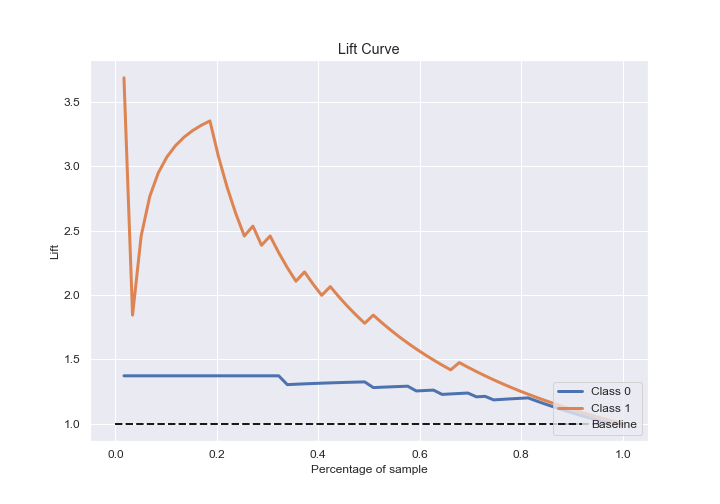 Lift Curve
3.5
3.0
2.5
2.0
1.5
1.0
Lift
0.0 0.2 0.4 0.6 0.8 1.0
Percentage of sample
Class 0
Class 1
Baseline